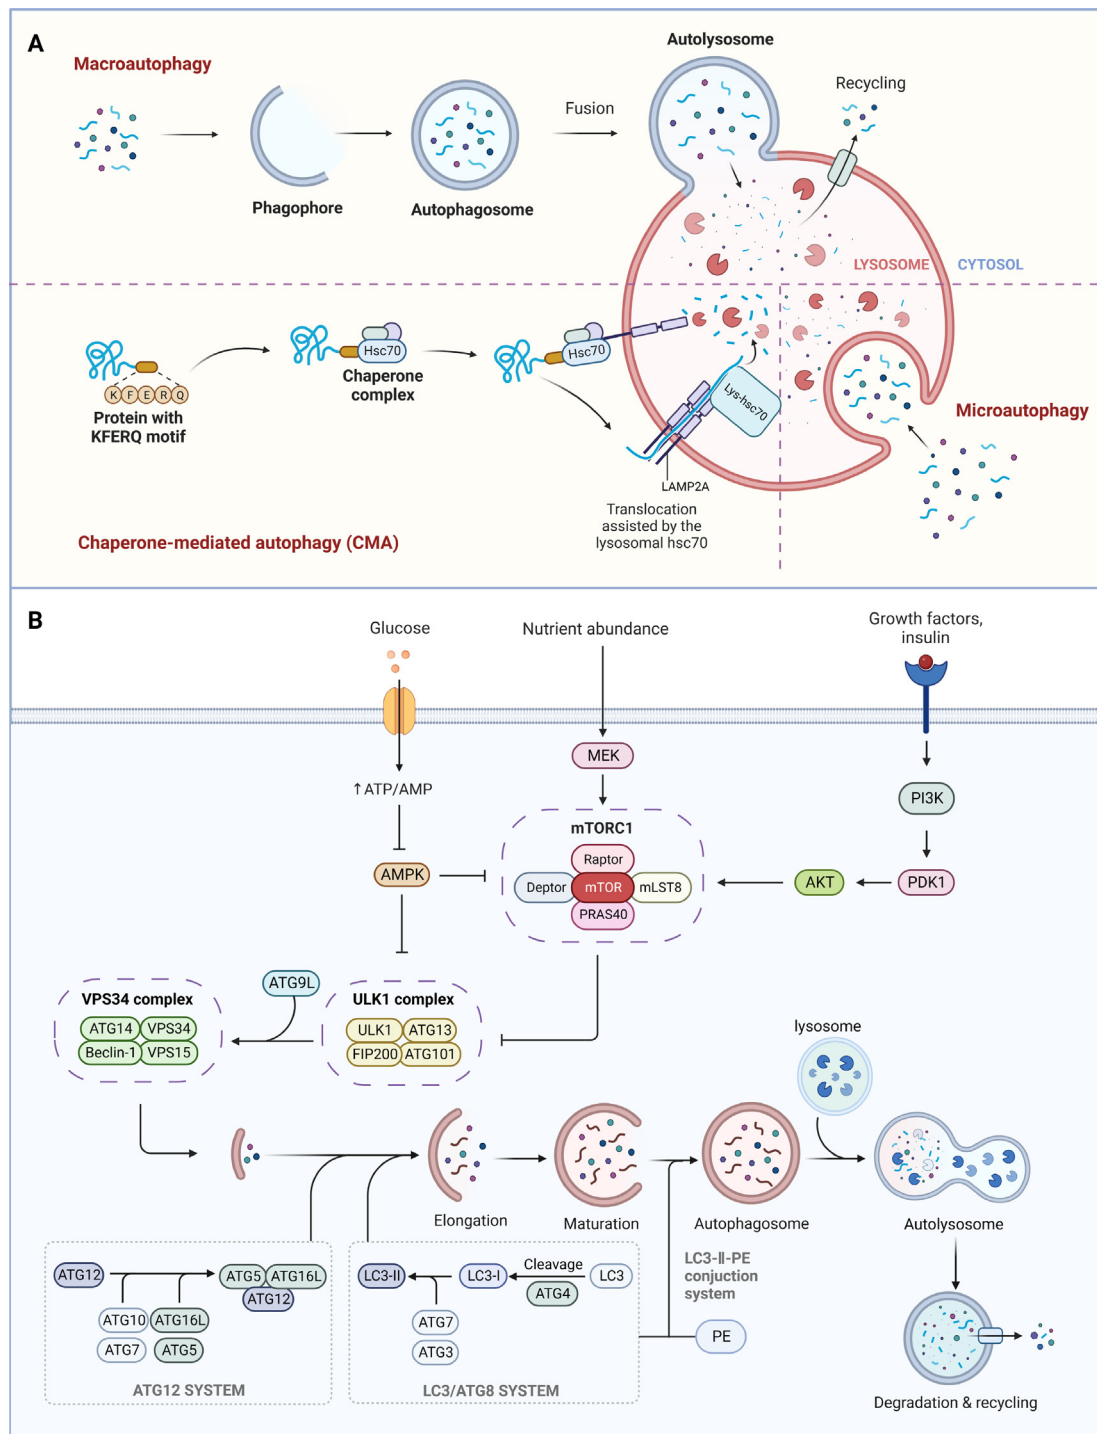 A
Macroautophagy
Phagophore
Autophagosome
Fusion
Autolysosome
Recycling
LYSOSOME
CYTOSOL
K F E R Q
Protein with
KFERQ motif
Hsc70
Chaperone
complex
Hsc70
Lys-hsc70
LAMP2A
Translocation
assisted by the
lysosomal hsc70
Microautophagy
Chaperone-mediated autophagy (CMA)
B
Glucose
Nutrient abundance
Growth factors,
insulin
↑ATP/AMP
MEK
PI3K
AMPK
mTORC1
Raptor
Deptor
mTOR
mLST8
PRAS40
AKT
PDK1
ATG9L
VPS34 complex
ATG14
VPS34
Beclin-1
VPS15
ULK1 complex
ULK1
ATG13
FIP200
ATG101
lysosome
Elongation
Maturation
Autophagosome
Autolysosome
LC3-II-PE
conjuction
system
ATG12
ATG5
ATG16L
ATG12
ATG10
ATG16L
ATG7
ATG5
ATG12 SYSTEM
LC3-II
LC3-I
Cleavage
ATG4
LC3
ATG7
ATG3
LC3/ATG8 SYSTEM
PE
Degradation & recycling